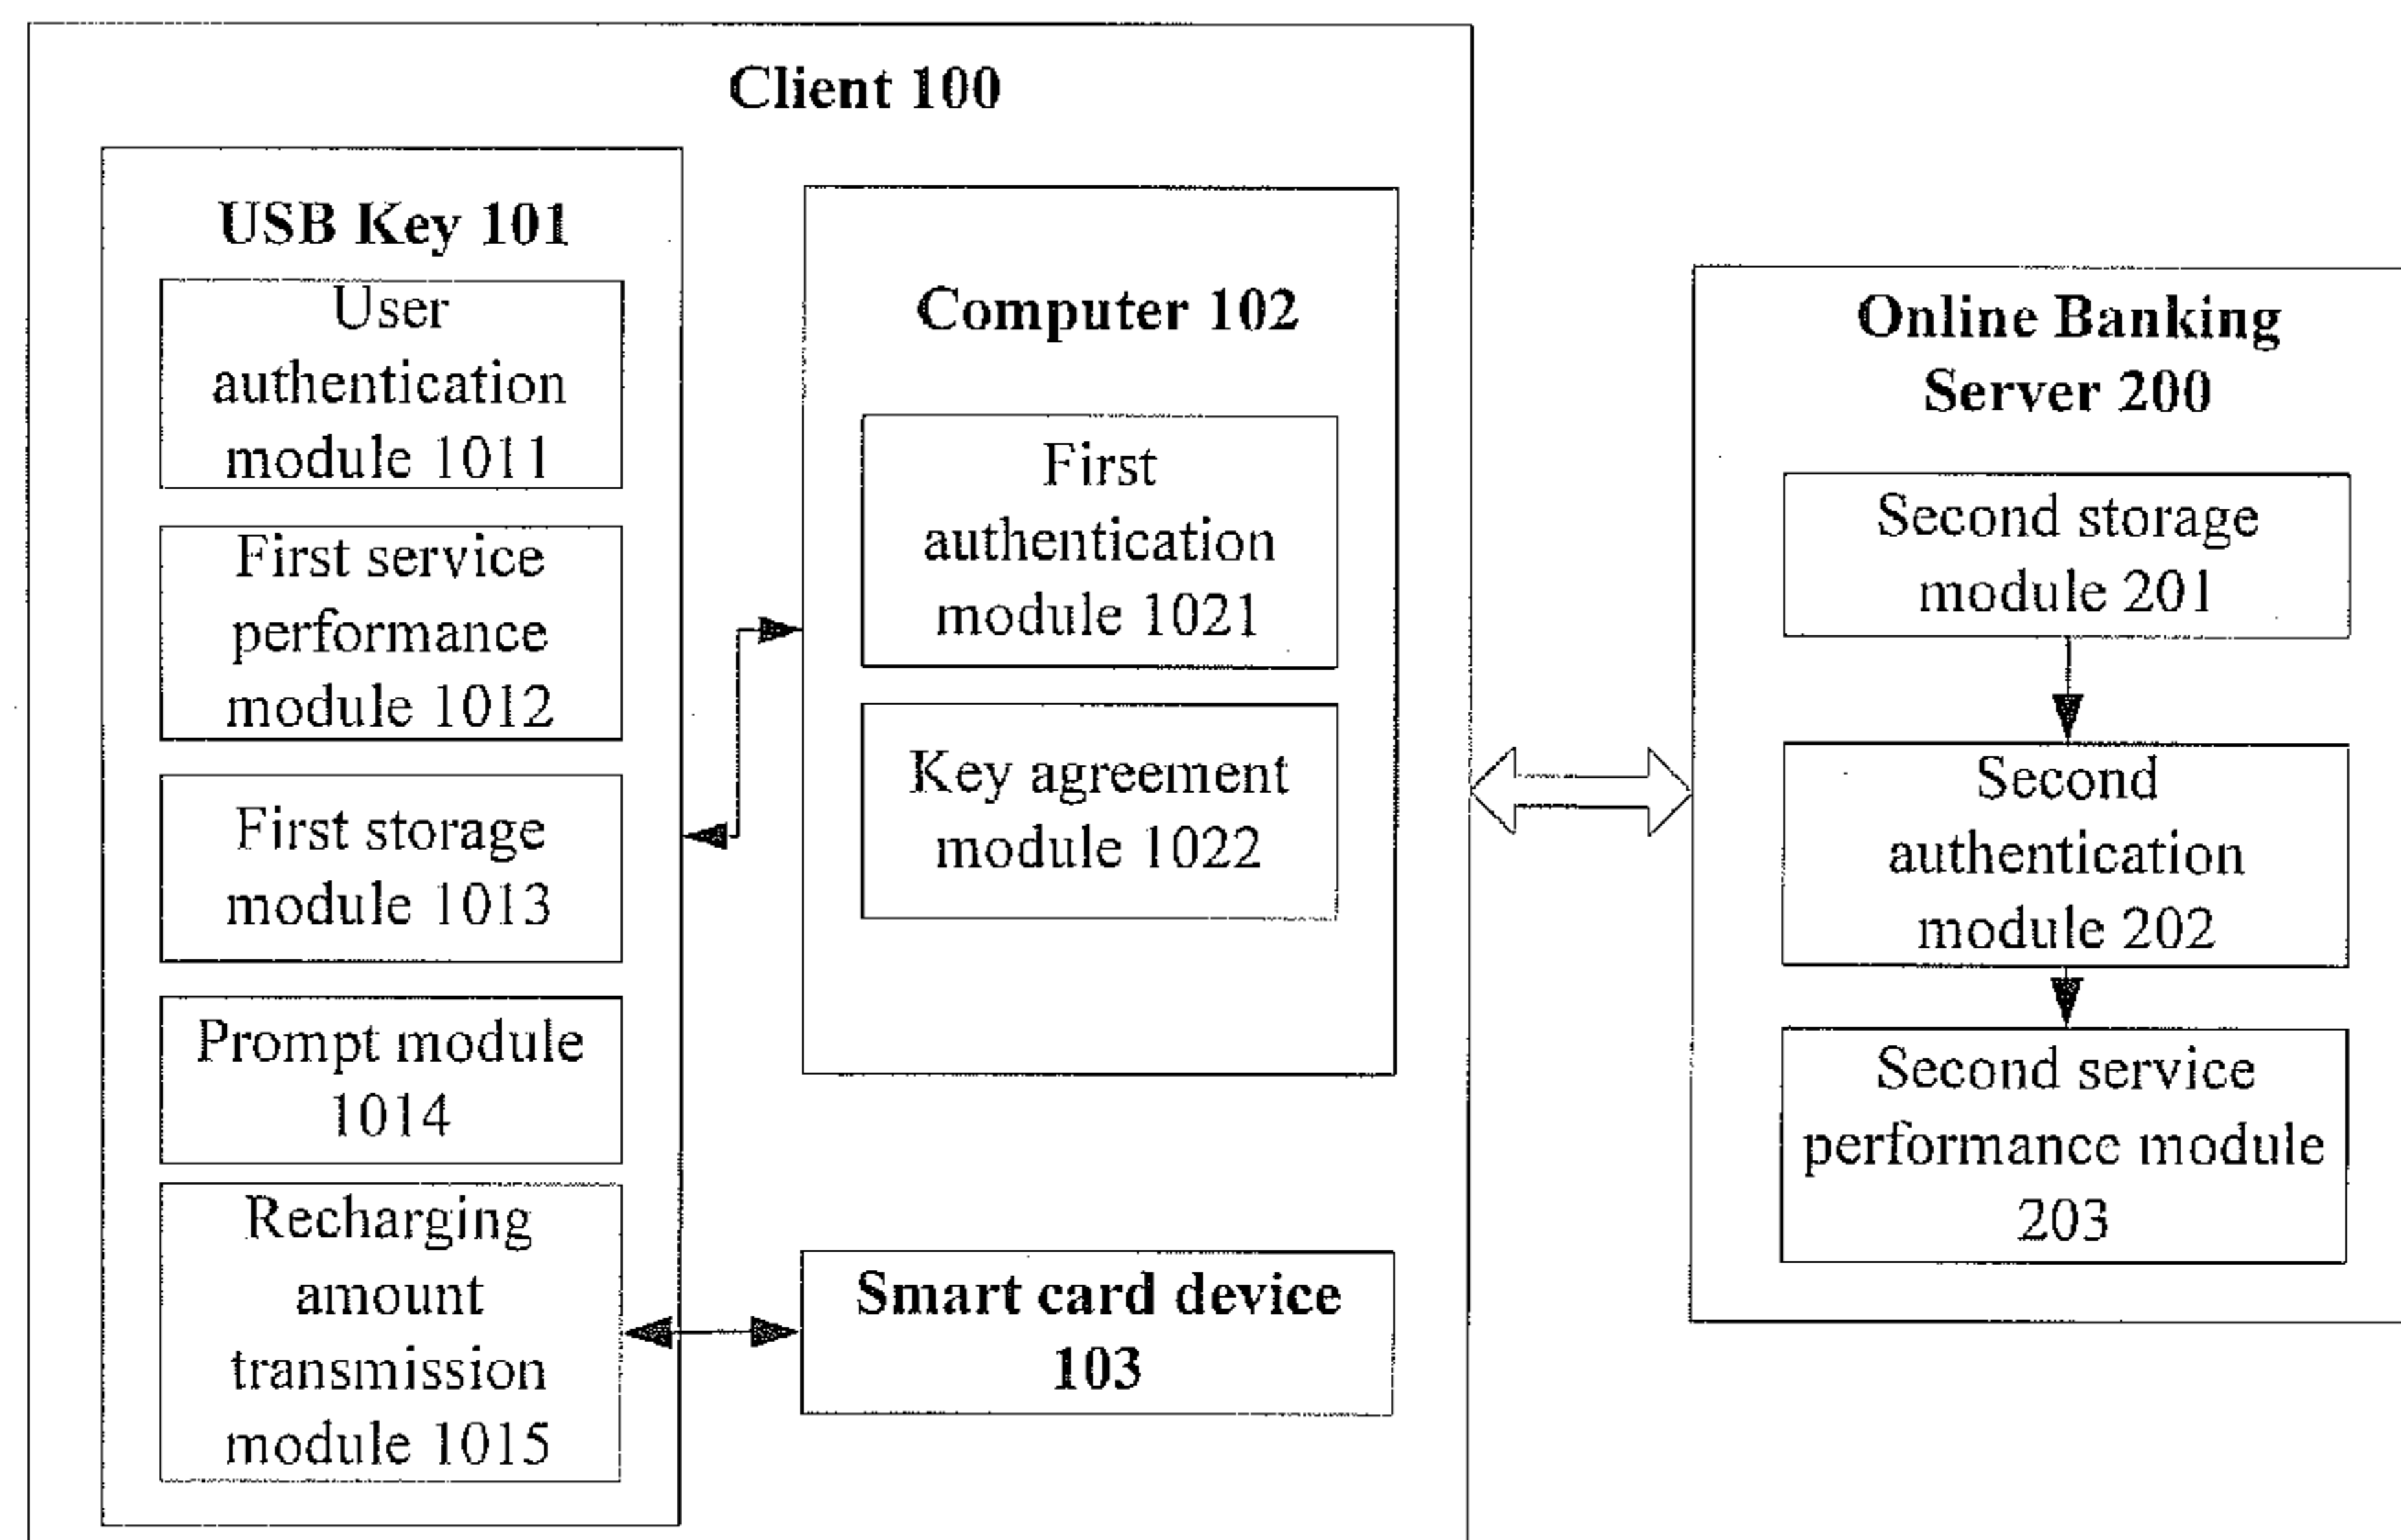 Client 100
USB Key 101
User
authentication
module 1011
First service
performance
module 1012
First storage
module 1013
Prompt module
1014
Recharging
amount
transmission
module 1015
Computer 102
First
authentication
module 1021
Key agreement
module 1022
Smart card device
103
Online Banking
Server 200
Second storage
module 201
Second
authentication
module 202
Second service
performance module
203